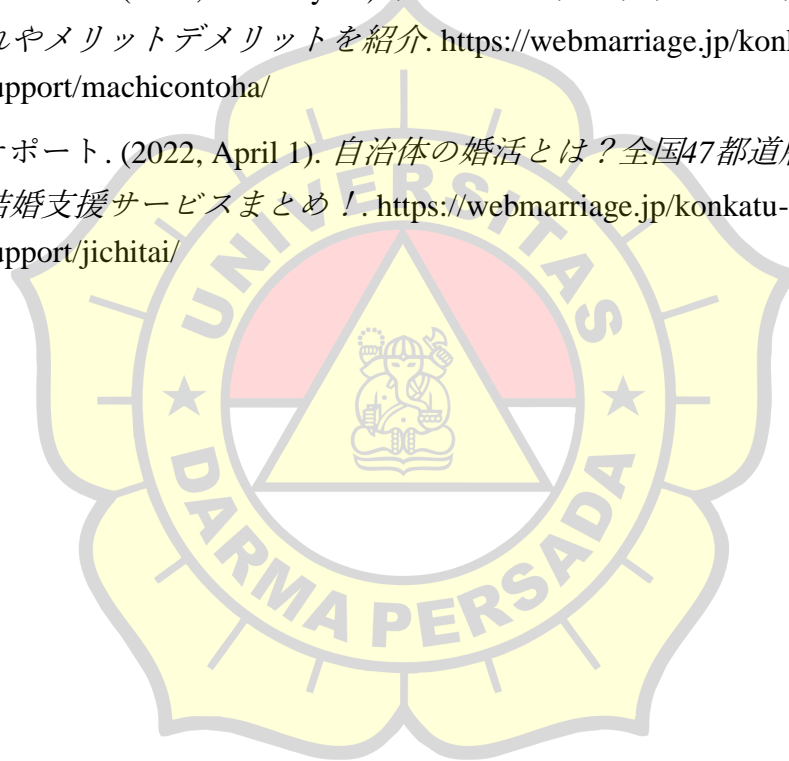 れやメリットデメリットを紹介. https://webmarriage.jp/kon
upport/machicontoha/
ポート. (2022, April 1). 自治体の婚活とは？全国47都道
結婚支援サービスまとめ！. https://webmarriage.jp/konkatu-
upport/jichitai/
UNIVERSITAS
DARMA PERSADA